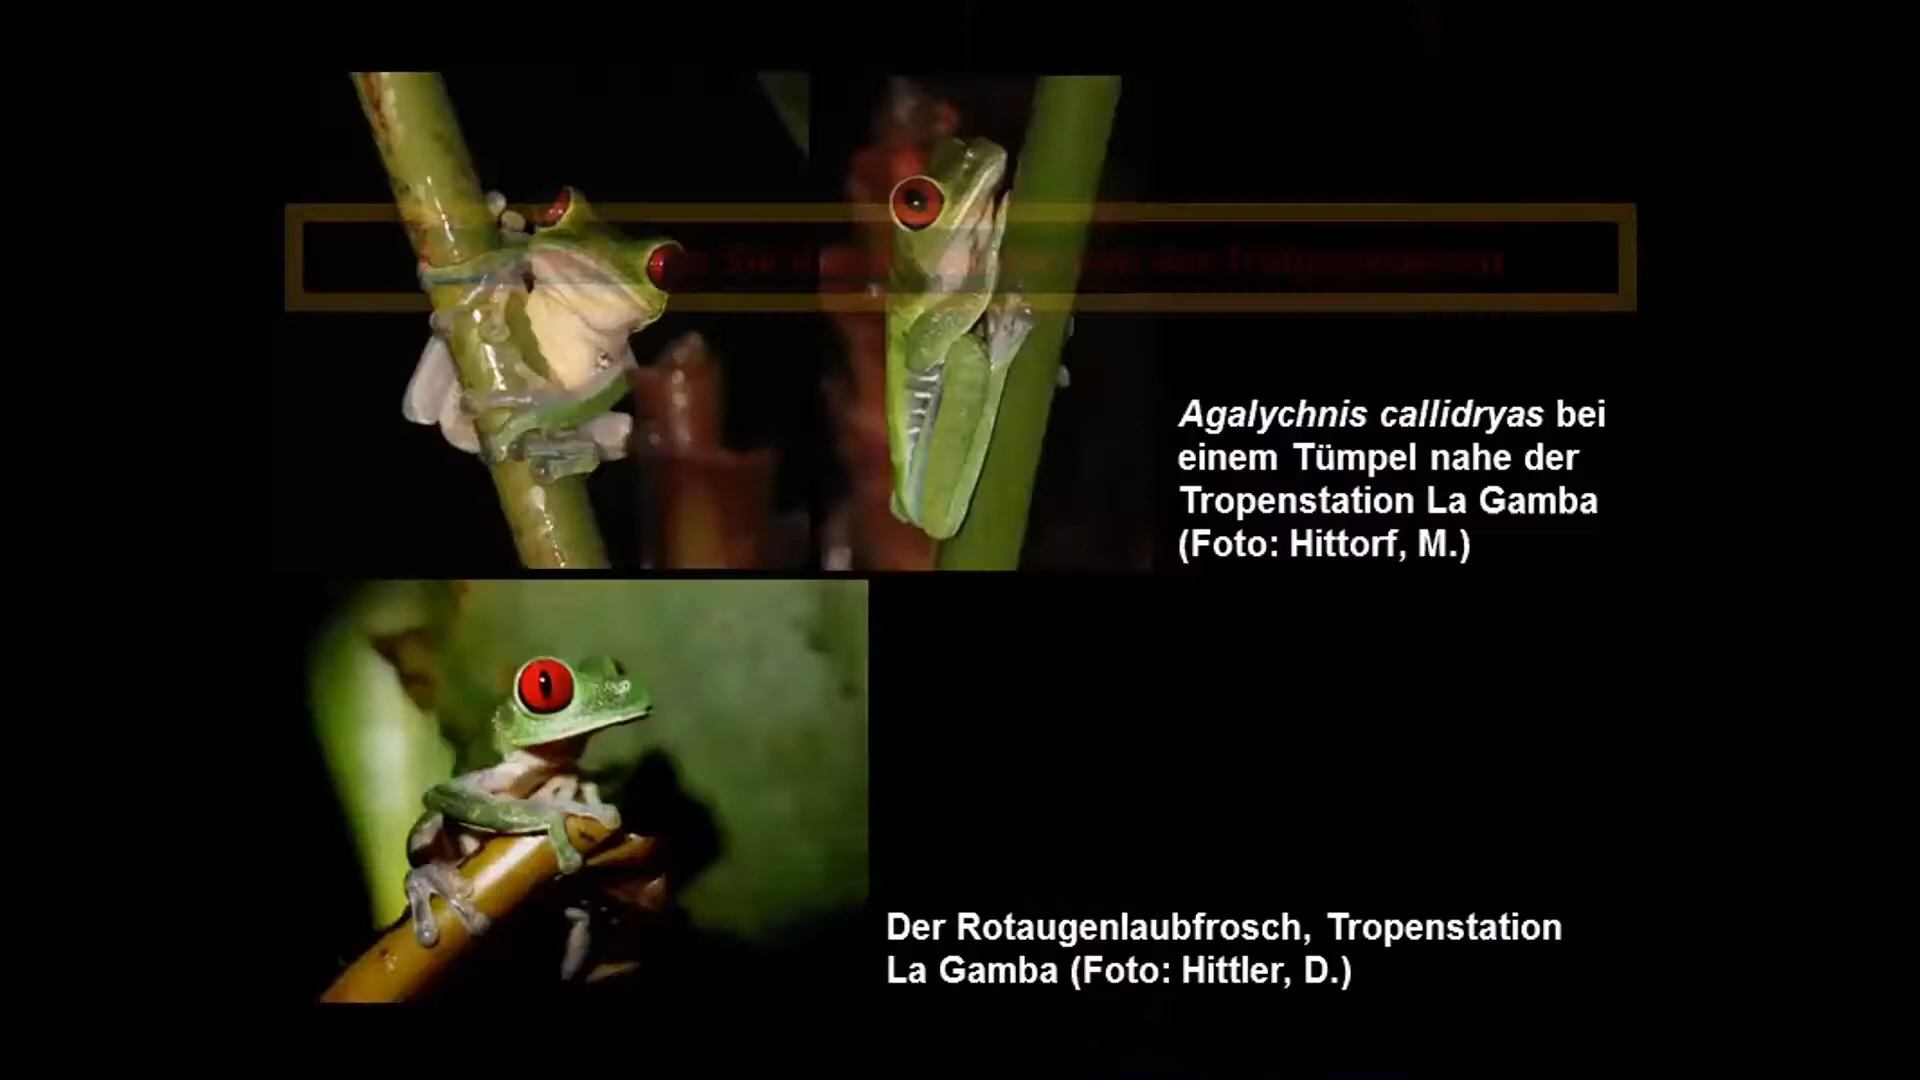 Agalychnis callidryas bei
einem Tümpel nahe der
Tropenstation La Gamba
(Foto: Hittorf, M.)
Der Rotaugenlaubfrosch, Tropenstation
La Gamba (Foto: Hittler, D.)